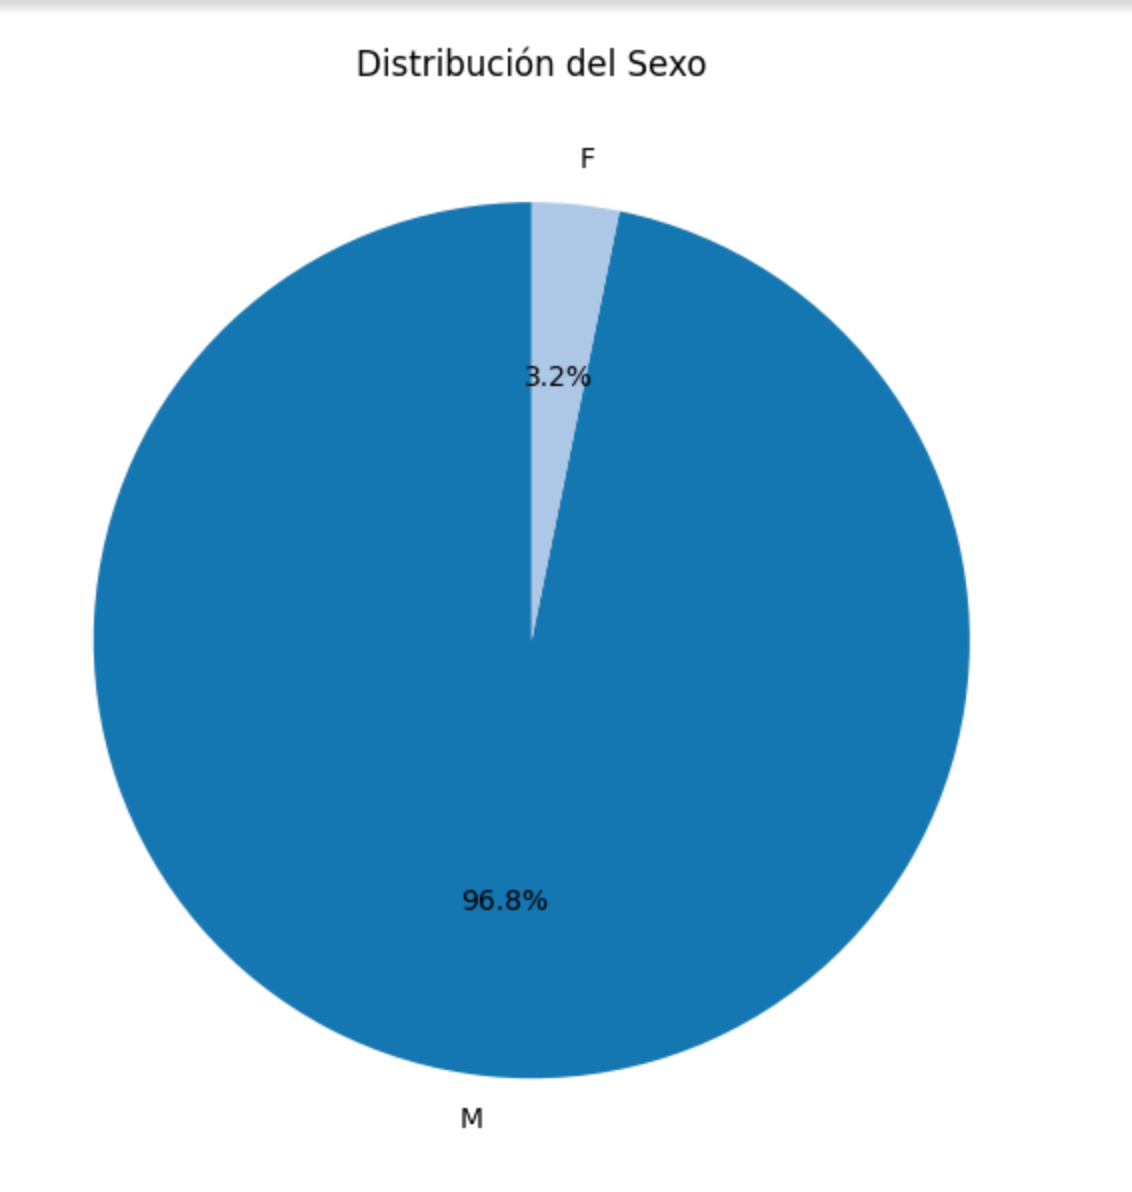 Distribución del Sexo
F
3.2%
96.8%
M